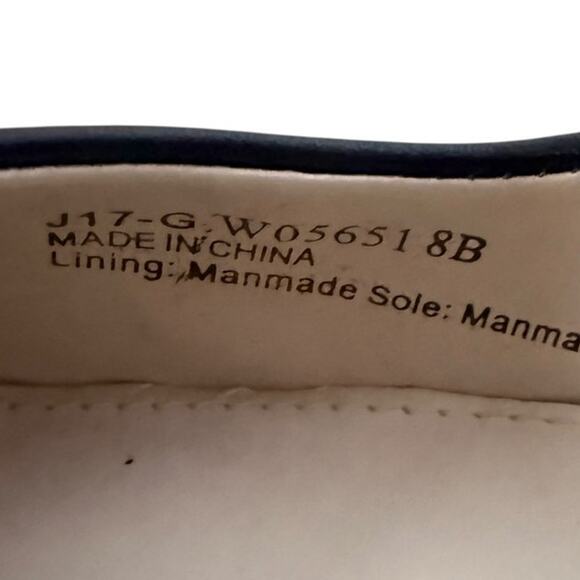 J17-G W05651 8B
MADE IN CHINA
Lining: Manmade Sole: Manma